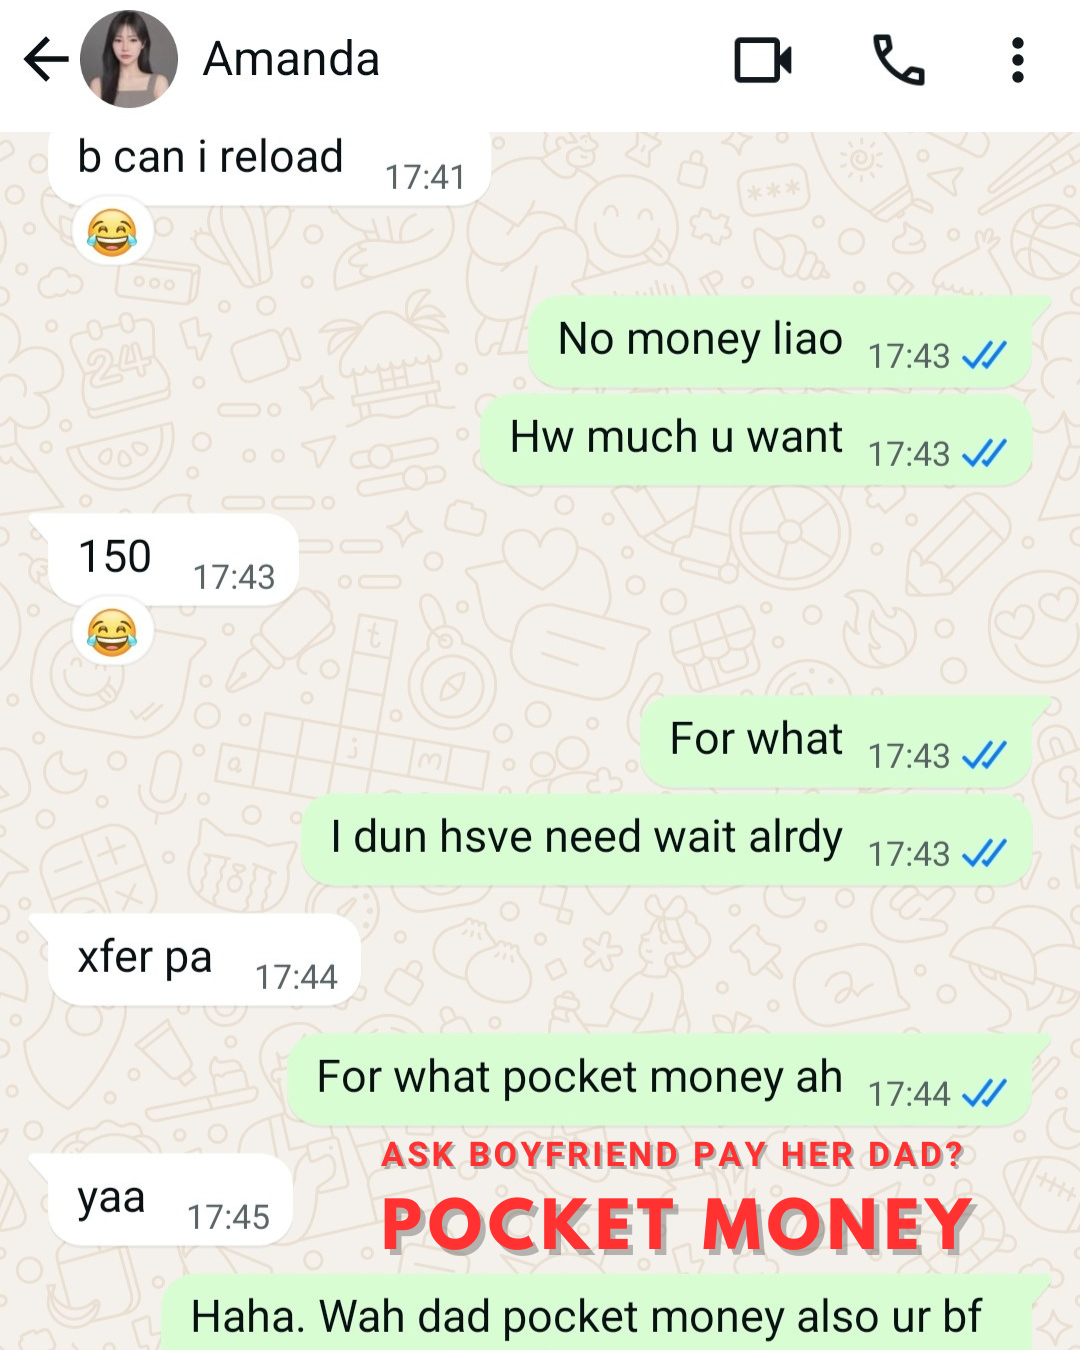 Amanda
b can i reload 17:41
😂
No money liao 17:43
Hw much u want 17:43
150 17:43
😂
For what 17:43
I dun hsve need wait alrdy 17:43
xfer pa 17:44
For what pocket money ah 17:44
ASK BOYFRIEND PAY HER DAD?
yaa 17:45
POCKET MONEY
Haha. Wah dad pocket money also ur bf